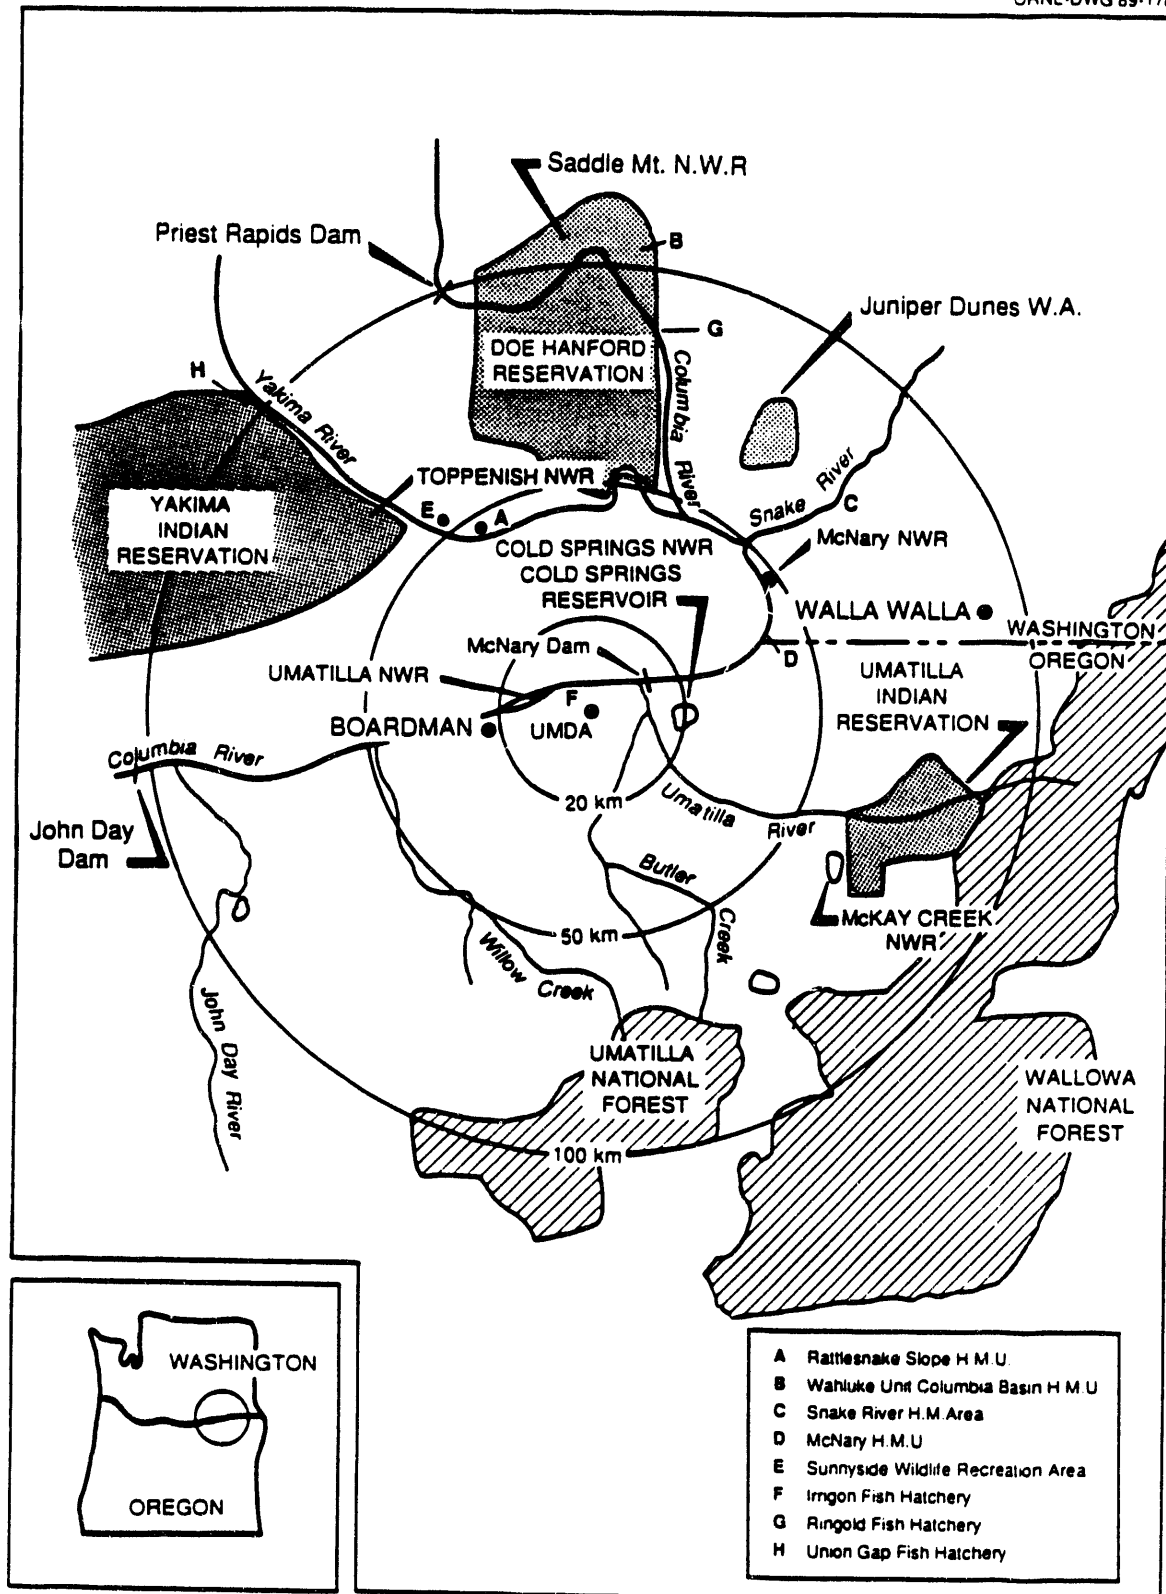 Saddle Mt. N.W.R
Priest Rapids Dam
B
Juniper Dunes W.A.
G
DOE HANFORD
RESERVATION
H
Columbia
River
Yakima
River
TOPPENISH NWR
YAKIMA
INDIAN
RESERVATION
E
A
Snake
River
C
COLD SPRINGS NWR
COLD SPRINGS
RESERVOIR
McNary NWR
WALLA WALLA
WASHINGTON
OREGON
McNary Dam
D
UMATILLA NWR
UMATILLA
INDIAN
RESERVATION
F
BOARDMAN
UMDA
Columbia River
20 km
Umatilla
River
John Day
Dam
Butler
Creek
McKAY CREEK
NWR
50 km
Willow
Creek
John Day River
UMATILLA
NATIONAL
FOREST
WALLOWA
NATIONAL
FOREST
100 km
WASHINGTON
OREGON
A Rattlesnake Slope H.M.U.
B Wahluke Unit Columbia Basin H M U
C Snake River H.M.Area
D McNary H.M.U
E Sunnyside Wildlife Recreation Area
F Irrigon Fish Hatchery
G Ringold Fish Hatchery
H Union Gap Fish Hatchery